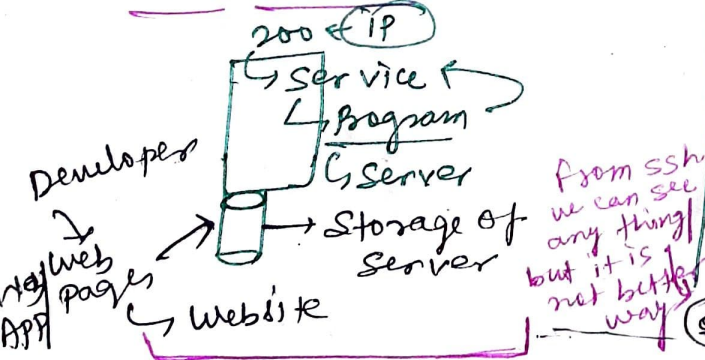 200 ← IP
↳ Service
↳ Program
↳ Server
Developer
Web
pages
APP
↳ Website
→ Storage of
Server
From ssh
we can see
any thing
but it is
not better
way